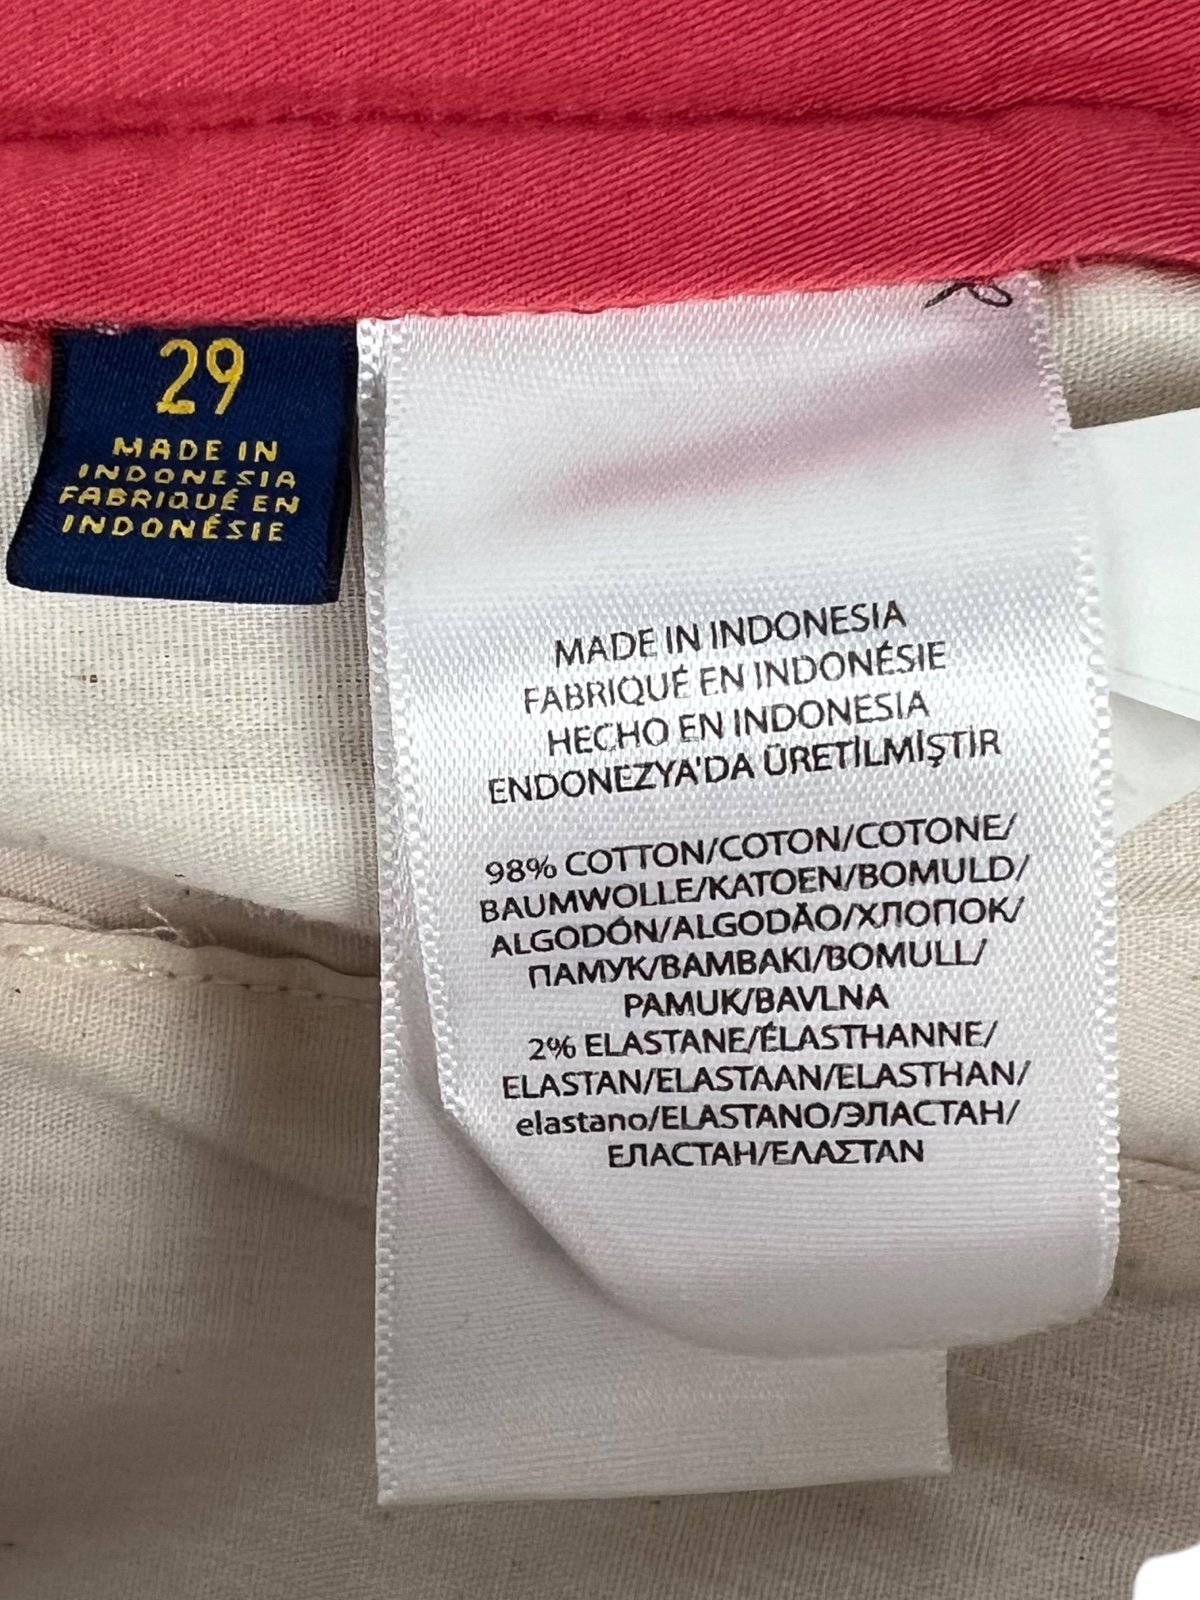 29
MADE IN
INDONESIA
FABRIQUÉ EN
INDONÉSIE
MADE IN INDONESIA
FABRIQUÉ EN INDONÉSIE
HECHO EN INDONESIA
ENDONEZYA'DA ÜRETİLMİŞTİR
98% COTTON/COTON/COTONE/
BAUMWOLLE/KATOEN/BOMULD/
ALGODÓN/ALGODÃO/ХЛОПОК/
ПАМУК/ΒΑΜΒΑΚΙ/BOMULL/
PAMUK/BAVLNA
2% ELASTANE/ÉLASTHANNE/
ELASTAN/ELASTAAN/ELASTHAN/
elastano/ELASTANO/ЭЛАСТАН/
ЕЛАСТАН/ΕΛΑΣΤΑΝ